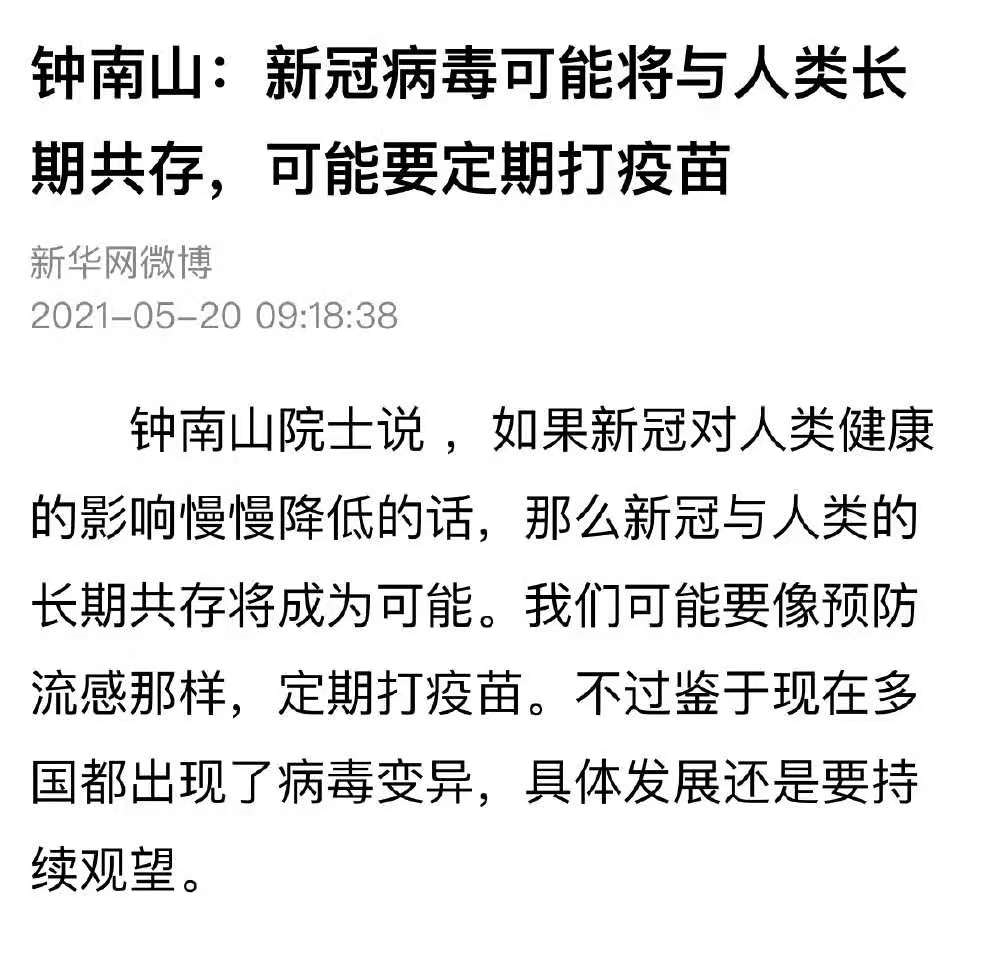 钟南山：新冠病毒可能将与人类长
期共存，可能要定期打疫苗
新华网微博
2021-05-20 09:18:38
钟南山院士说 ，如果新冠对人类健康
的影响慢慢降低的话，那么新冠与人类的
长期共存将成为可能。我们可能要像预防
流感那样，定期打疫苗。不过鉴于现在多
国都出现了病毒变异，具体发展还是要持
续观望。